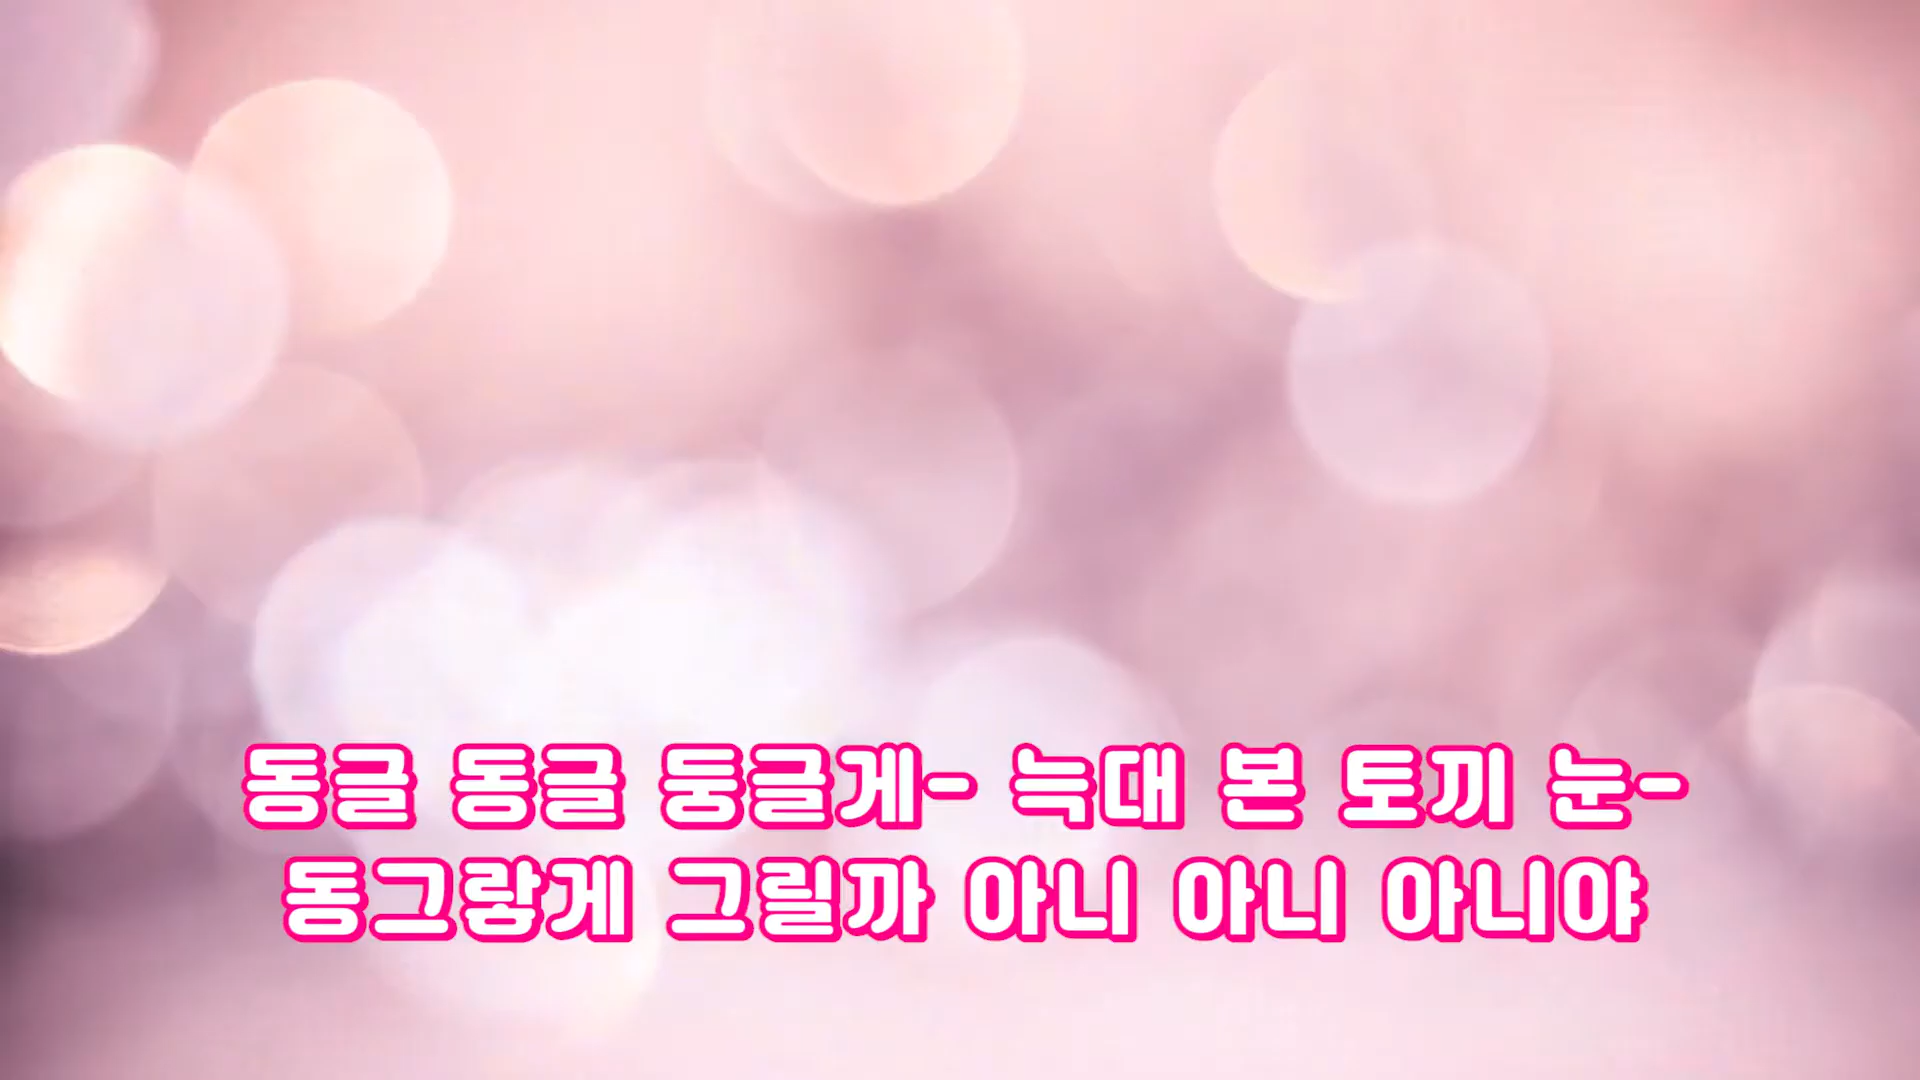 동글 동글 둥글게- 늑대 본 토끼 눈-
동그랗게 그릴까 아니 아니 아니야